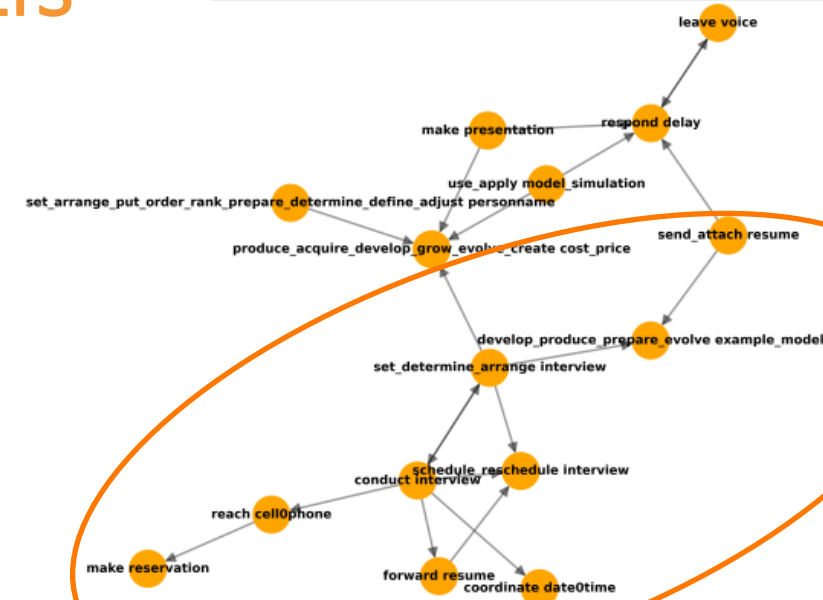 leave voice
respond delay
make presentation
use_apply model_simulation
set_arrange_put_order_rank_prepare_determine_define_adjust personname
send_attach resume
produce_acquire_develop_grow_evolve_create cost_price
develop_produce_prepare_evolve example_model
set_determine_arrange interview
schedule_reschedule interview
conduct interview
reach cell0phone
make reservation
forward resume
coordinate date0time